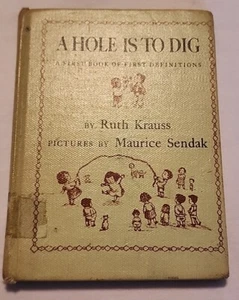 A HOLE IS TO DIG
A FIRST BOOK OF FIRST DEFINITIONS
BY Ruth Krauss
PICTURES BY Maurice Sendak